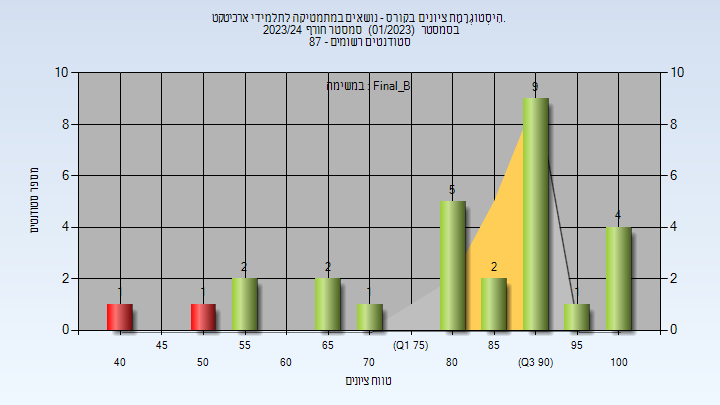 הִיסְטוֹגְרָמַת ציונים בקורס - נושאים במתמטיקה לתלמידי ארכיטקט.
בסמסטר (01/2023) סמסטר חורף 2023/24
סטודנטים רשומים - 87
במשימה : Final_B
מספר סטודנטים
10 10
8 8
6 6
4 4
2 2
0 0
1 1 2 2 1 5 2 9 1 4
45 55 65 (Q1 75) 85 95
40 50 60 70 80 (Q3 90) 100
טווח ציונים